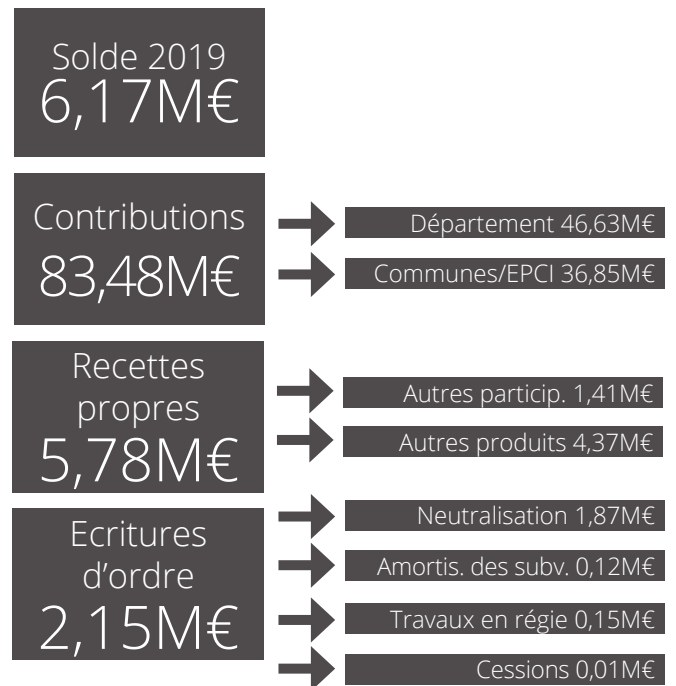 Solde 2019
6,17M€
Contributions
83,48M€
Département 46,63M€
Communes/EPCI 36,85M€
Recettes
propres
5,78M€
Autres particip. 1,41M€
Autres produits 4,37M€
Ecritures
d’ordre
2,15M€
Neutralisation 1,87M€
Amortis. des subv. 0,12M€
Travaux en régie 0,15M€
Cessions 0,01M€